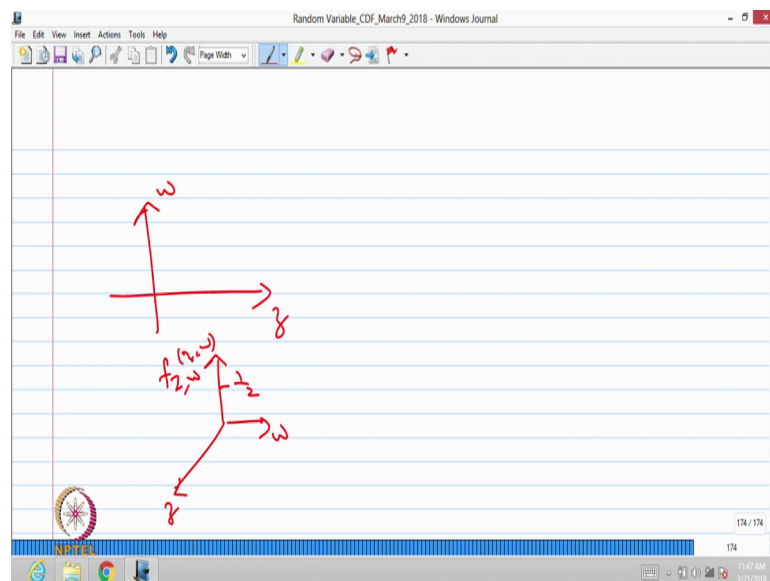 Random Variable_CDF_March9_2018 - Windows Journal
File Edit View Insert Actions Tools Help
Page Width
w
z
f_{z,w}(z,w)
1/2
w
z
174 / 174
174
NPTEL
11:47 AM